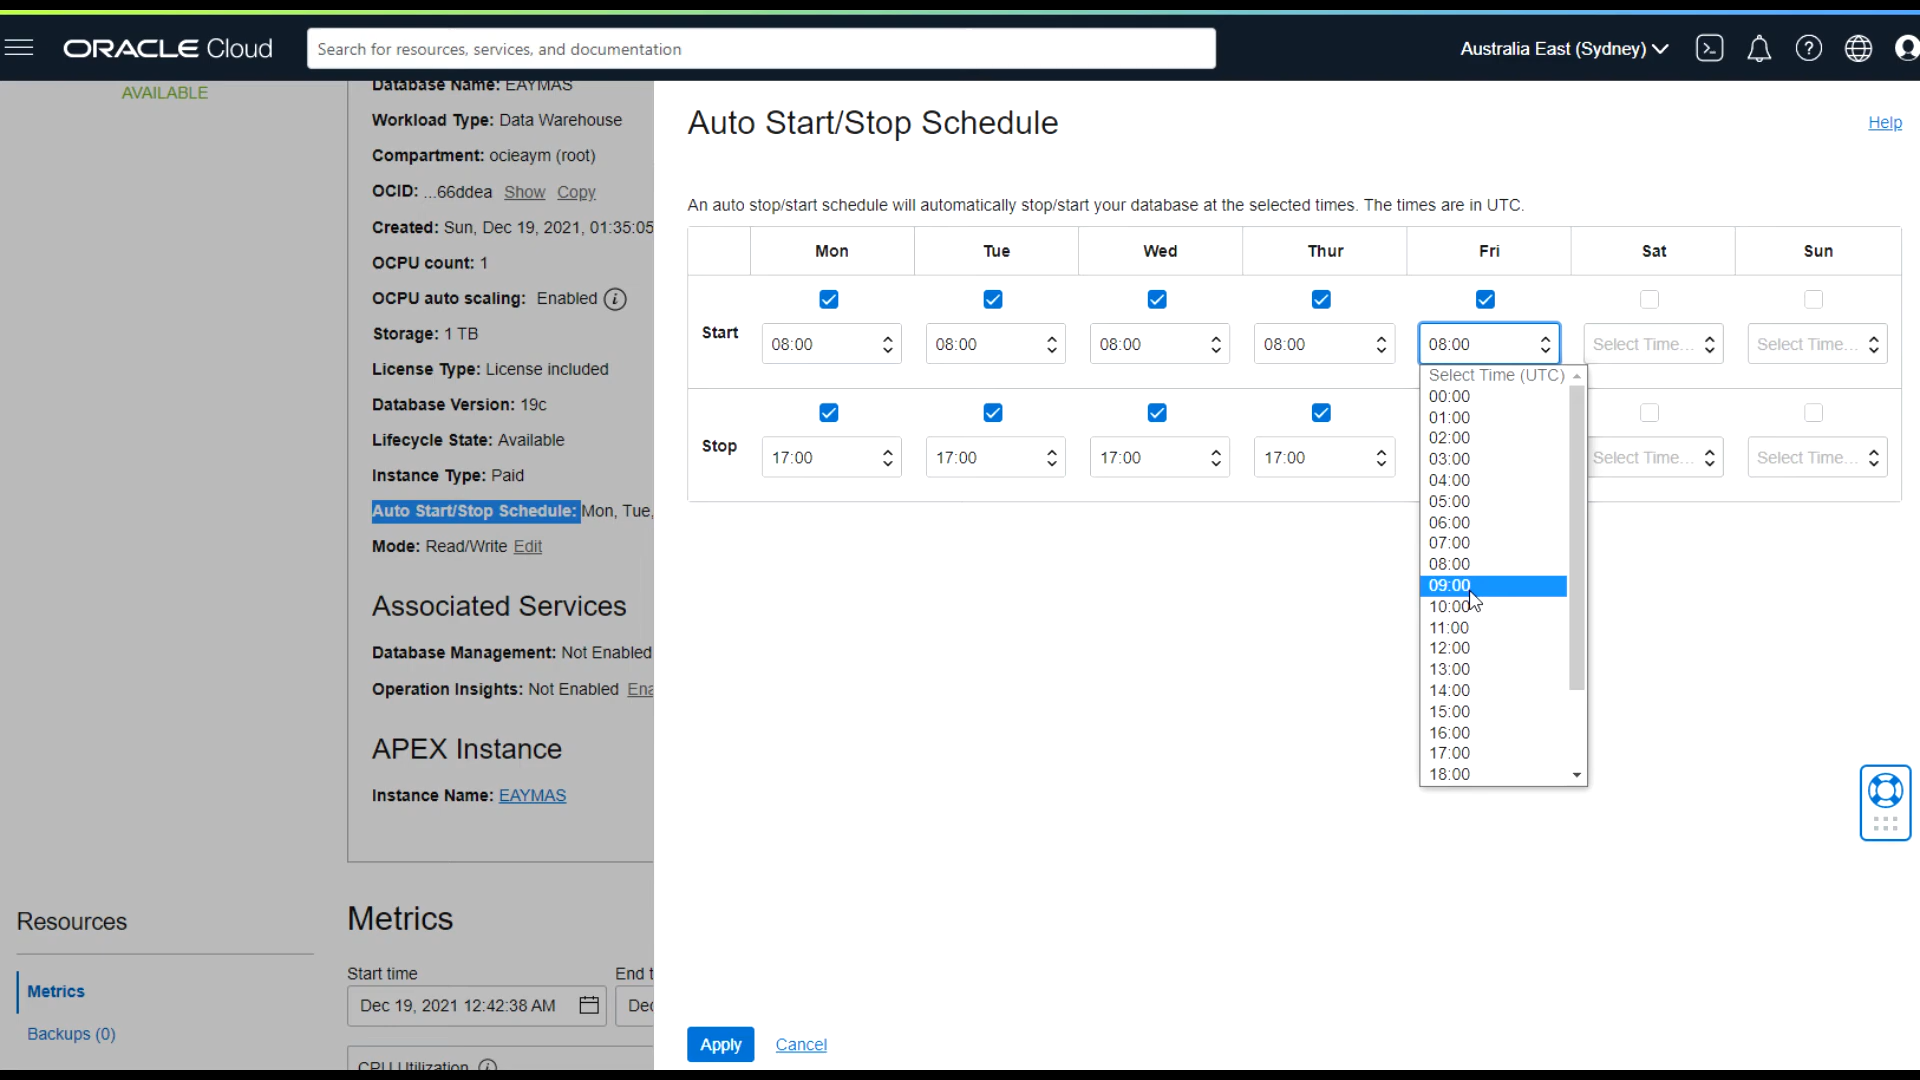 ORACLE Cloud
Search for resources, services, and documentation
Australia East (Sydney)
AVAILABLE
Database Name: EAYMAS
Workload Type: Data Warehouse
Compartment: ocieaym (root)
OCID: ...66ddea Show Copy
Created: Sun, Dec 19, 2021, 01:35:05
OCPU count: 1
OCPU auto scaling: Enabled
Storage: 1 TB
License Type: License included
Database Version: 19c
Lifecycle State: Available
Instance Type: Paid
Auto Start/Stop Schedule: Mon, Tue,
Mode: Read/Write Edit
Associated Services
Database Management: Not Enabled
Operation Insights: Not Enabled Ena
APEX Instance
Instance Name: EAYMAS
Resources
Metrics
Backups (0)
Metrics
Start time
End t
Dec 19, 2021 12:42:38 AM
Dec
CPU Utilization
Auto Start/Stop Schedule
Help
An auto stop/start schedule will automatically stop/start your database at the selected times. The times are in UTC.
Mon Tue Wed Thur Fri Sat Sun
Start 08:00 08:00 08:00 08:00 08:00 Select Time... Select Time...
Stop 17:00 17:00 17:00 17:00 Select Time... Select Time...
Select Time (UTC)
00:00
01:00
02:00
03:00
04:00
05:00
06:00
07:00
08:00
09:00
10:00
11:00
12:00
13:00
14:00
15:00
16:00
17:00
18:00
Apply Cancel